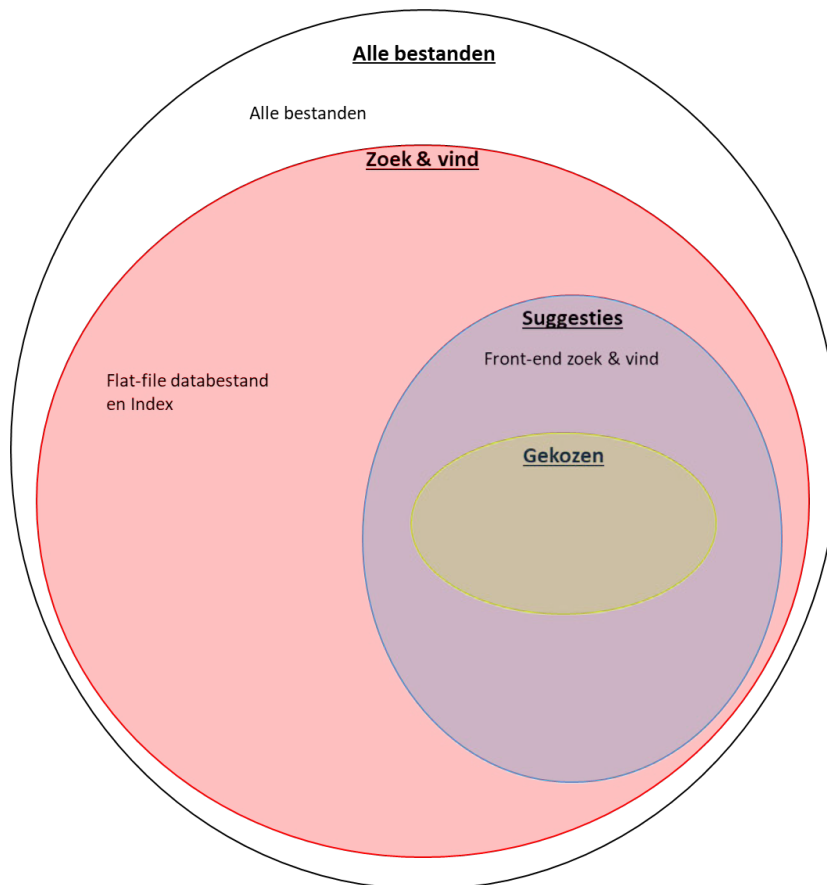 Alle bestanden
Alle bestanden
Zoek & vind
Suggesties
Front-end zoek & vind
Flat-file databestand
en Index
Gekozen